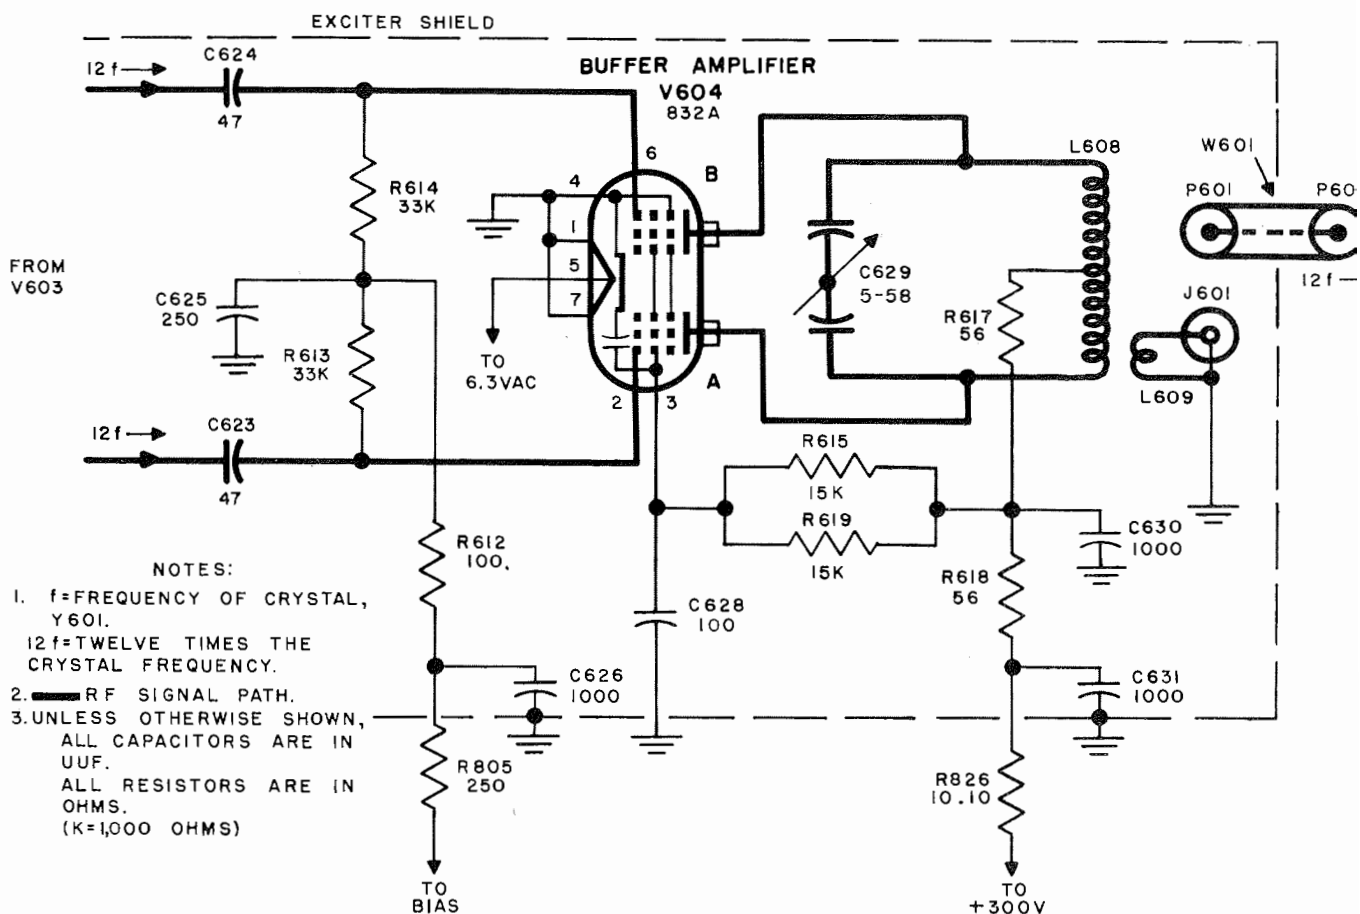 EXCITER SHIELD
12f
C624
47
BUFFER AMPLIFIER
V604
832A
6
B
4
1
5
7
R614
33K
FROM
V603
C625
250
R613
33K
TO
6.3VAC
2
3
A
12f
C623
47
C629
5-58
L608
R617
56
W601
P601
12f
J601
L609
R615
15K
R619
15K
C630
1000
R612
100.
R618
56
C628
100
C626
1000
C631
1000
NOTES:
1. f=FREQUENCY OF CRYSTAL,
Y601.
12f=TWELVE TIMES THE
CRYSTAL FREQUENCY.
2. RF SIGNAL PATH.
3. UNLESS OTHERWISE SHOWN,
ALL CAPACITORS ARE IN
UUF.
ALL RESISTORS ARE IN
OHMS.
(K=1,000 OHMS)
R805
250
R826
10.10
TO
BIAS
TO
+300V